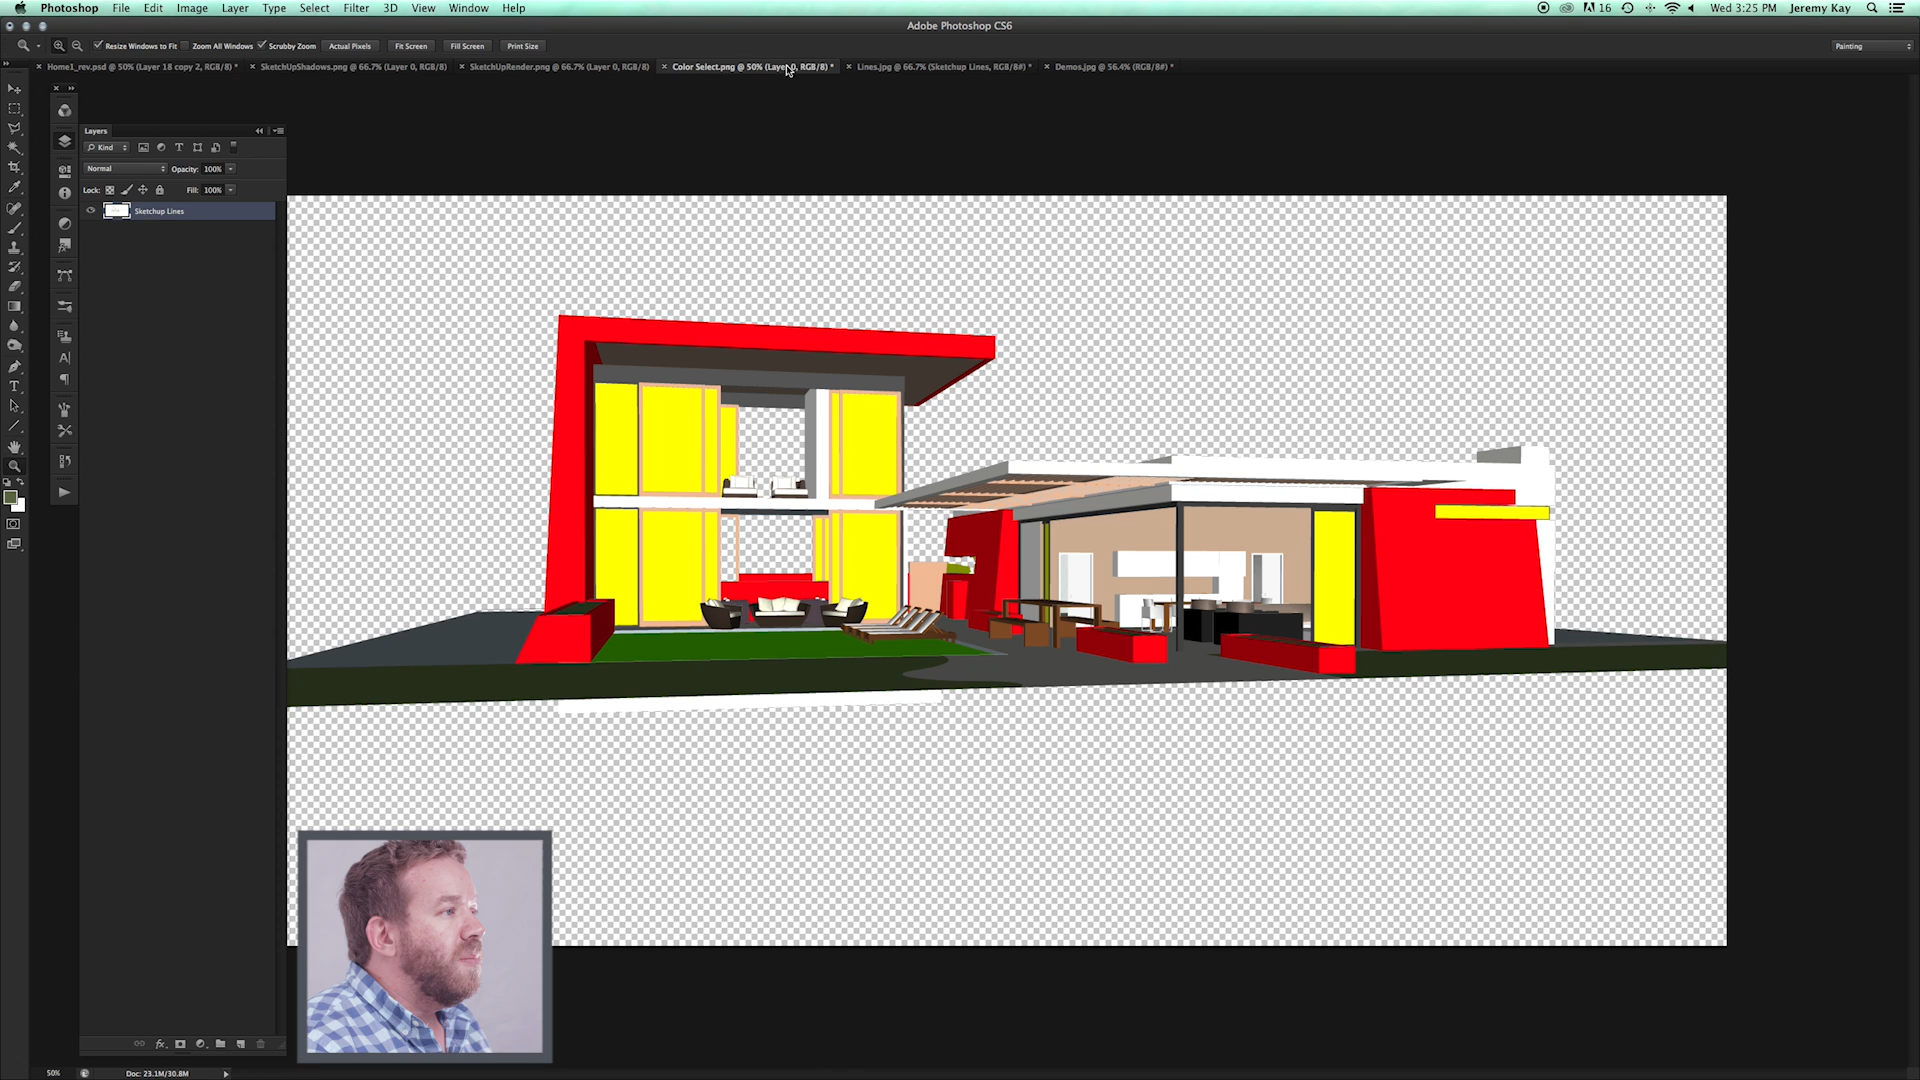 Photoshop File Edit Image Layer Type Select Filter 3D View Window Help 16 Wed 3:25 PM Jeremy Kay
Adobe Photoshop CS6
Resize Windows to Fit Zoom All Windows Scrubby Zoom Actual Pixels Fit Screen Fill Screen Print Size Painting
Home1_rev.psd @ 50% (Layer 18 copy 2, RGB/8) * SketchUpShadows.png @ 66.7% (Layer 0, RGB/8) SketchUpRender.png @ 66.7% (Layer 0, RGB/8) Color Select.png @ 50% (Layer 0, RGB/8) * Lines.jpg @ 66.7% (Sketchup Lines, RGB/8#) * Demos.jpg @ 56.4% (RGB/8#) *
Layers
Kind
Normal Opacity: 100%
Lock: Fill: 100%
Sketchup Lines
50% Doc: 23.1M/30.8M